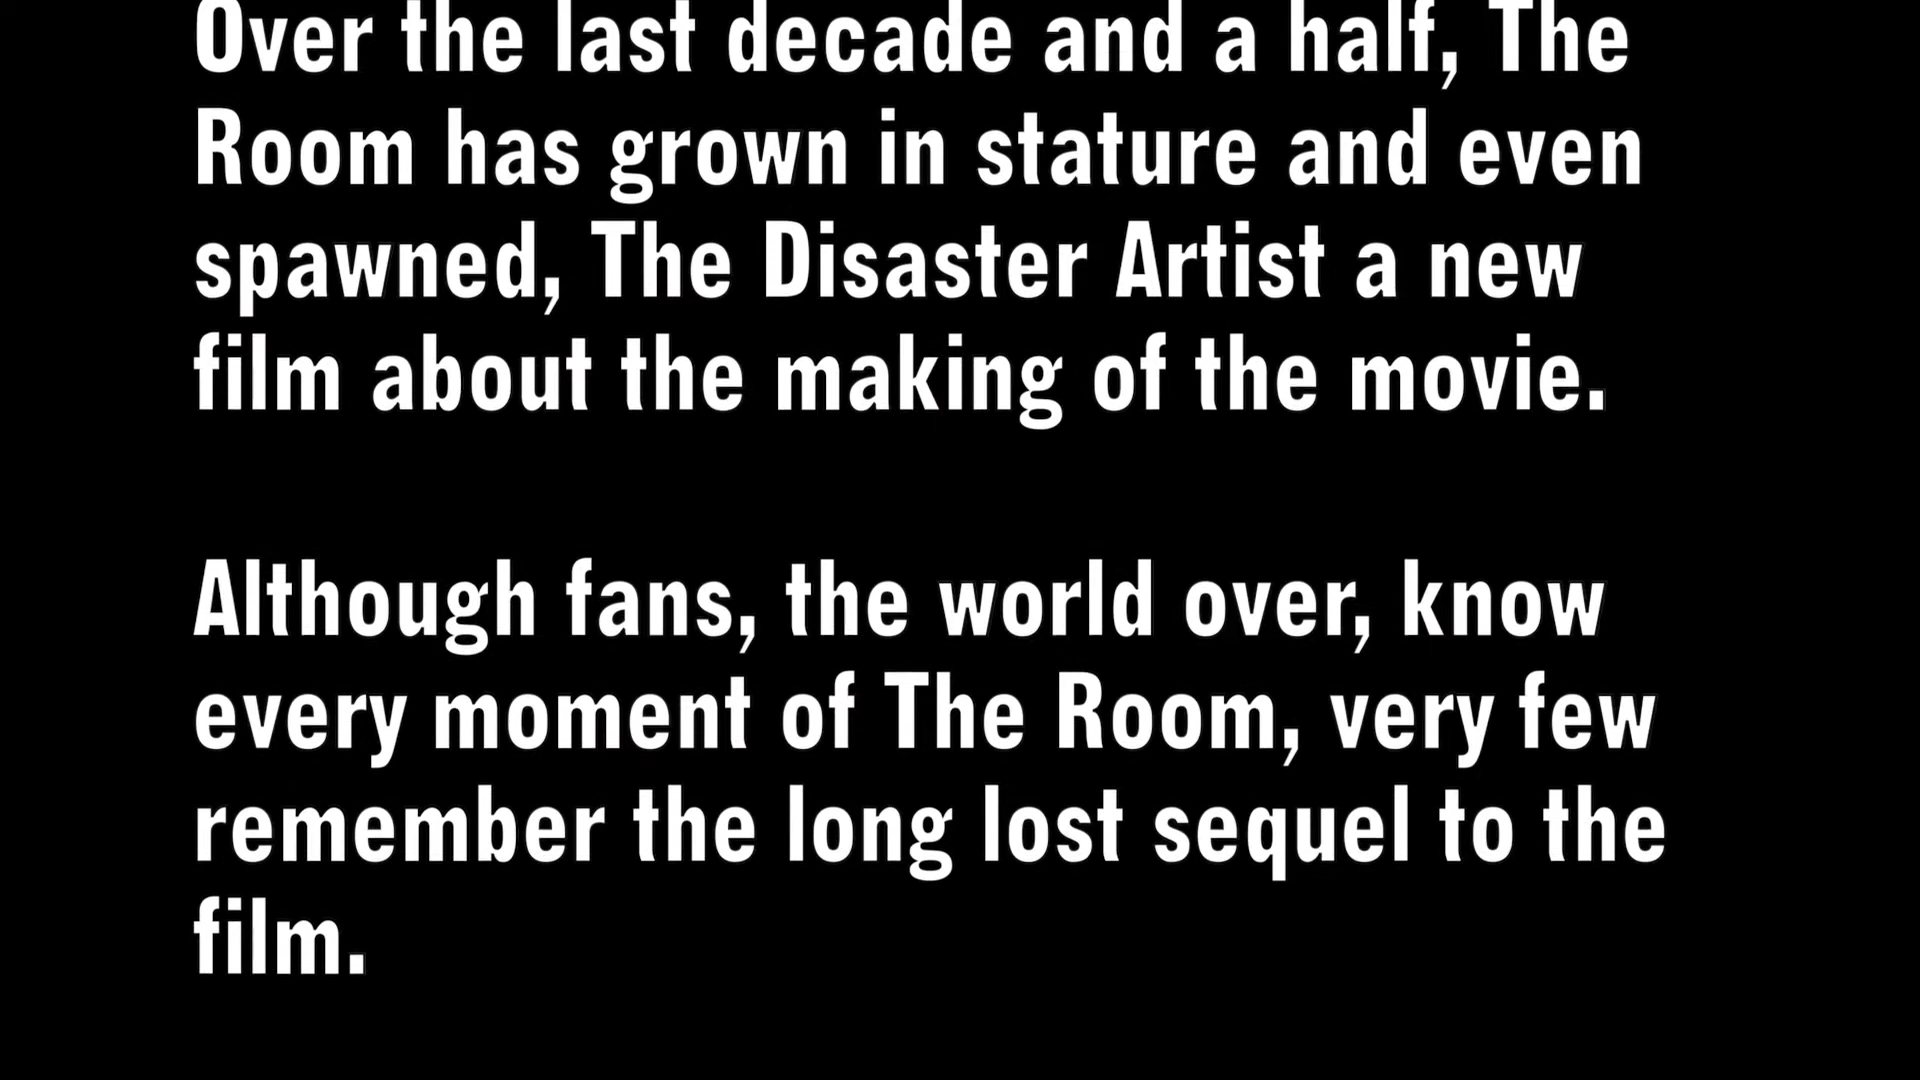 Over the last decade and a half, The
Room has grown in stature and even
spawned, The Disaster Artist a new
film about the making of the movie.
Although fans, the world over, know
every moment of The Room, very few
remember the long lost sequel to the
film.